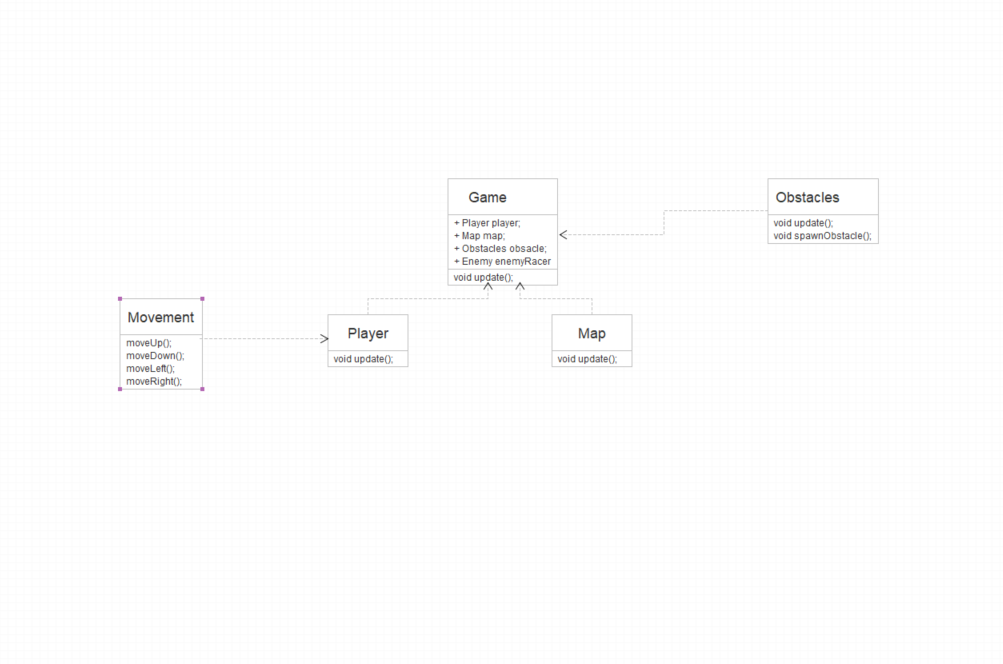 Game
+ Player player;
+ Map map;
+ Obstacles obsacle;
+ Enemy enemyRacer
void update();
Obstacles
void update();
void spawnObstacle();
Movement
moveUp();
moveDown();
moveLeft();
moveRight();
Player
void update();
Map
void update();